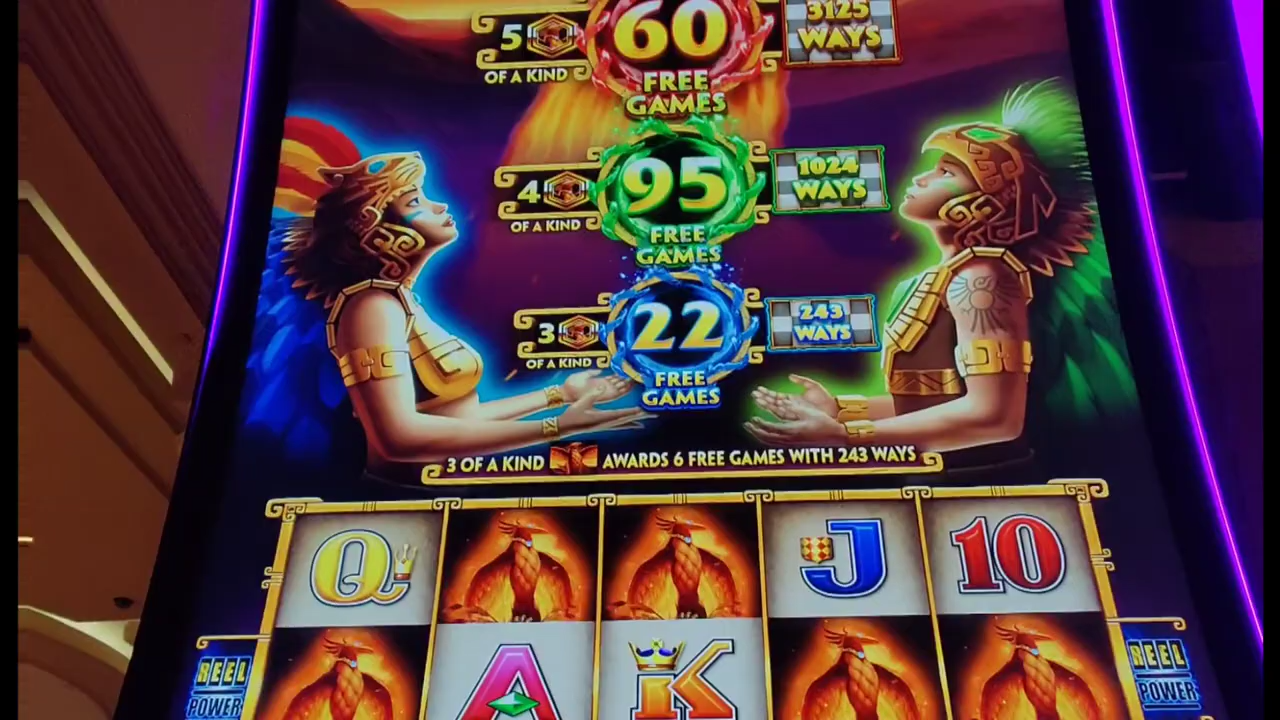 60
3125
WAYS
5
OF A KIND
FREE
GAMES
95
1024
WAYS
4
OF A KIND
FREE
GAMES
22
243
WAYS
3
OF A KIND
FREE
GAMES
3 OF A KIND AWARDS 6 FREE GAMES WITH 243 WAYS
Q J 10
A K
REEL
POWER
REEL
POWER